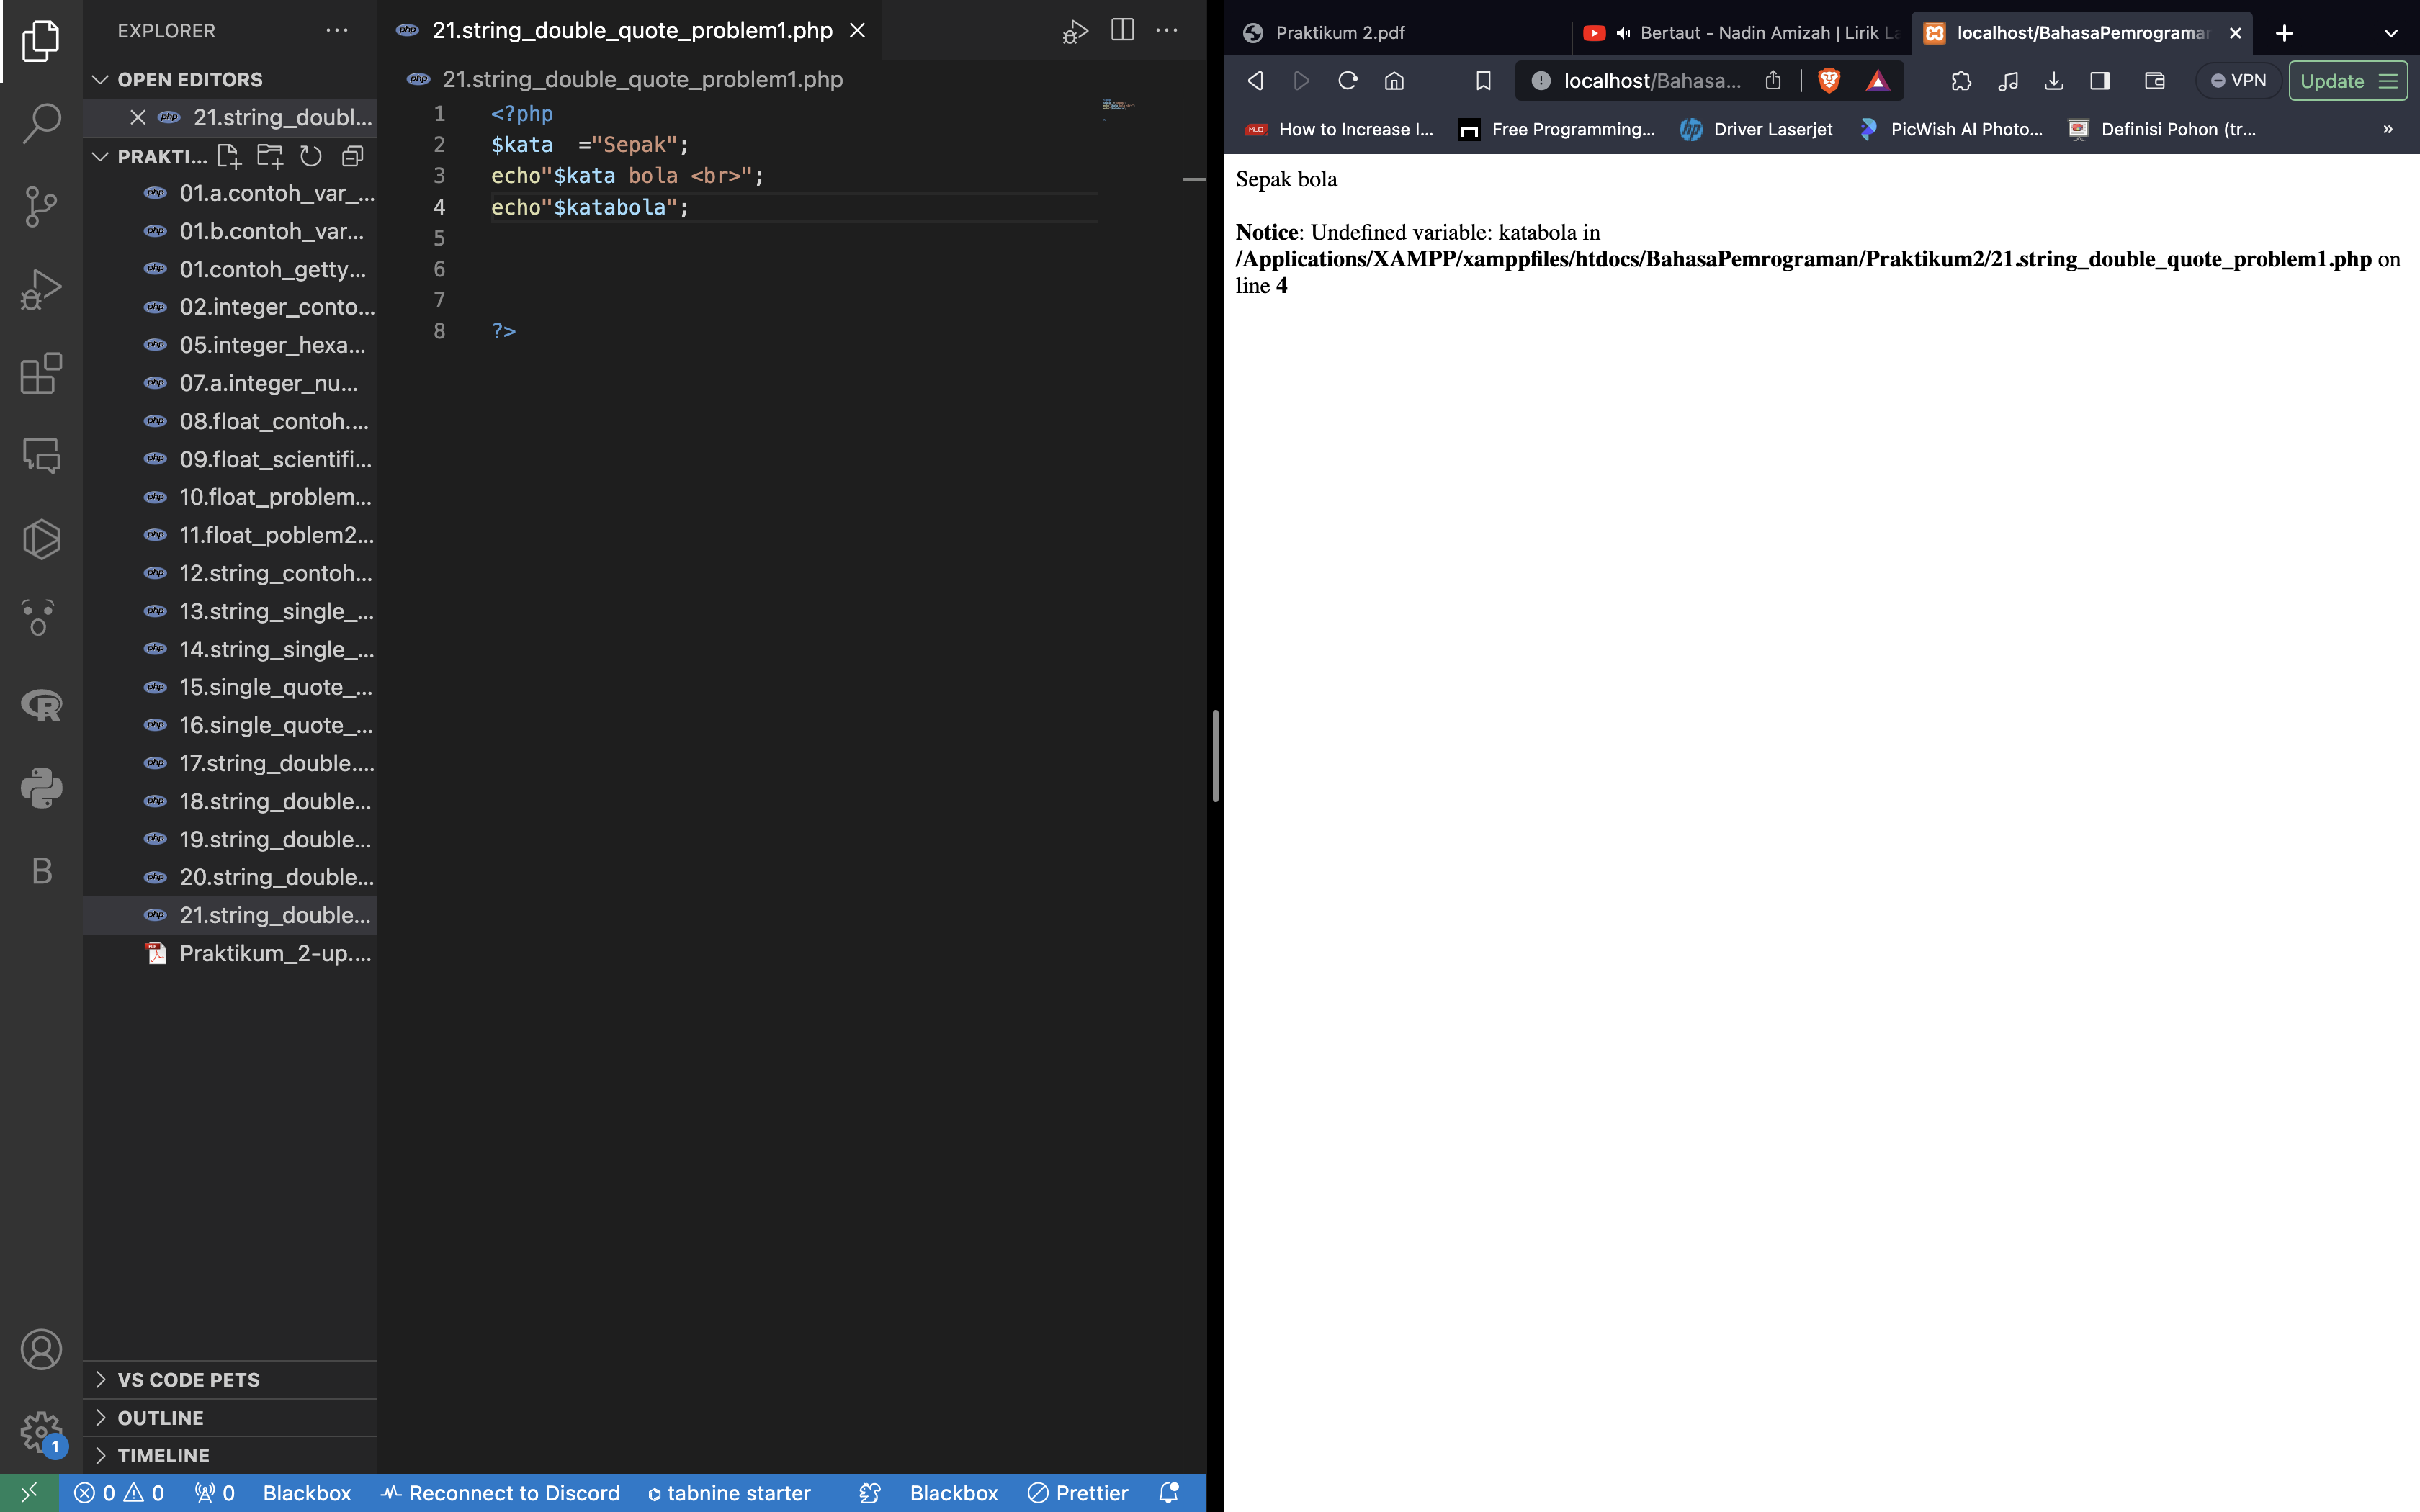 EXPLORER
OPEN EDITORS
21.string_doubl...
PRAKTI...
01.a.contoh_var_...
01.b.contoh_var...
01.contoh_getty...
02.integer_conto...
05.integer_hexa...
07.a.integer_nu...
08.float_contoh....
09.float_scientifi...
10.float_problem...
11.float_poblem2...
12.string_contoh...
13.string_single_...
14.string_single_...
15.single_quote_...
16.single_quote_...
17.string_double....
18.string_double...
19.string_double...
20.string_double...
21.string_double...
Praktikum_2-up....
VS CODE PETS
OUTLINE
TIMELINE
B
1
21.string_double_quote_problem1.php
21.string_double_quote_problem1.php
1 <?php
2 $kata  ="Sepak";
3 echo"$kata bola <br>";
4 echo"$katabola";
5
6
7
8 ?>
0 0 0 Blackbox Reconnect to Discord tabnine starter Blackbox Prettier
Praktikum 2.pdf
Bertaut - Nadin Amizah | Lirik La
localhost/BahasaPemrograman
localhost/Bahasa...
VPN
Update
How to Increase I... Free Programming... Driver Laserjet PicWish AI Photo... Definisi Pohon (tr... »
Sepak bola
Notice: Undefined variable: katabola in
/Applications/XAMPP/xamppfiles/htdocs/BahasaPemrograman/Praktikum2/21.string_double_quote_problem1.php on
line 4